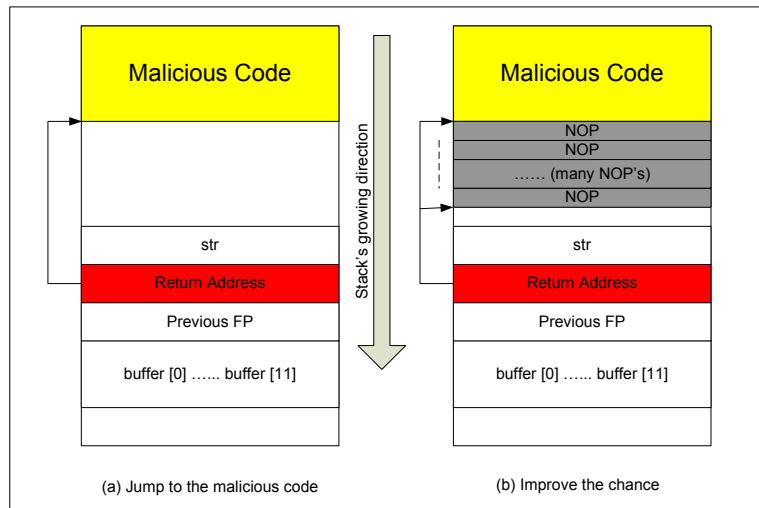 Malicious Code
str
Return Address
Previous FP
buffer [0] …... buffer [11]
(a) Jump to the malicious code
Stack's growing direction
Malicious Code
NOP
NOP
…... (many NOP's)
NOP
str
Return Address
Previous FP
buffer [0] …... buffer [11]
(b) Improve the chance